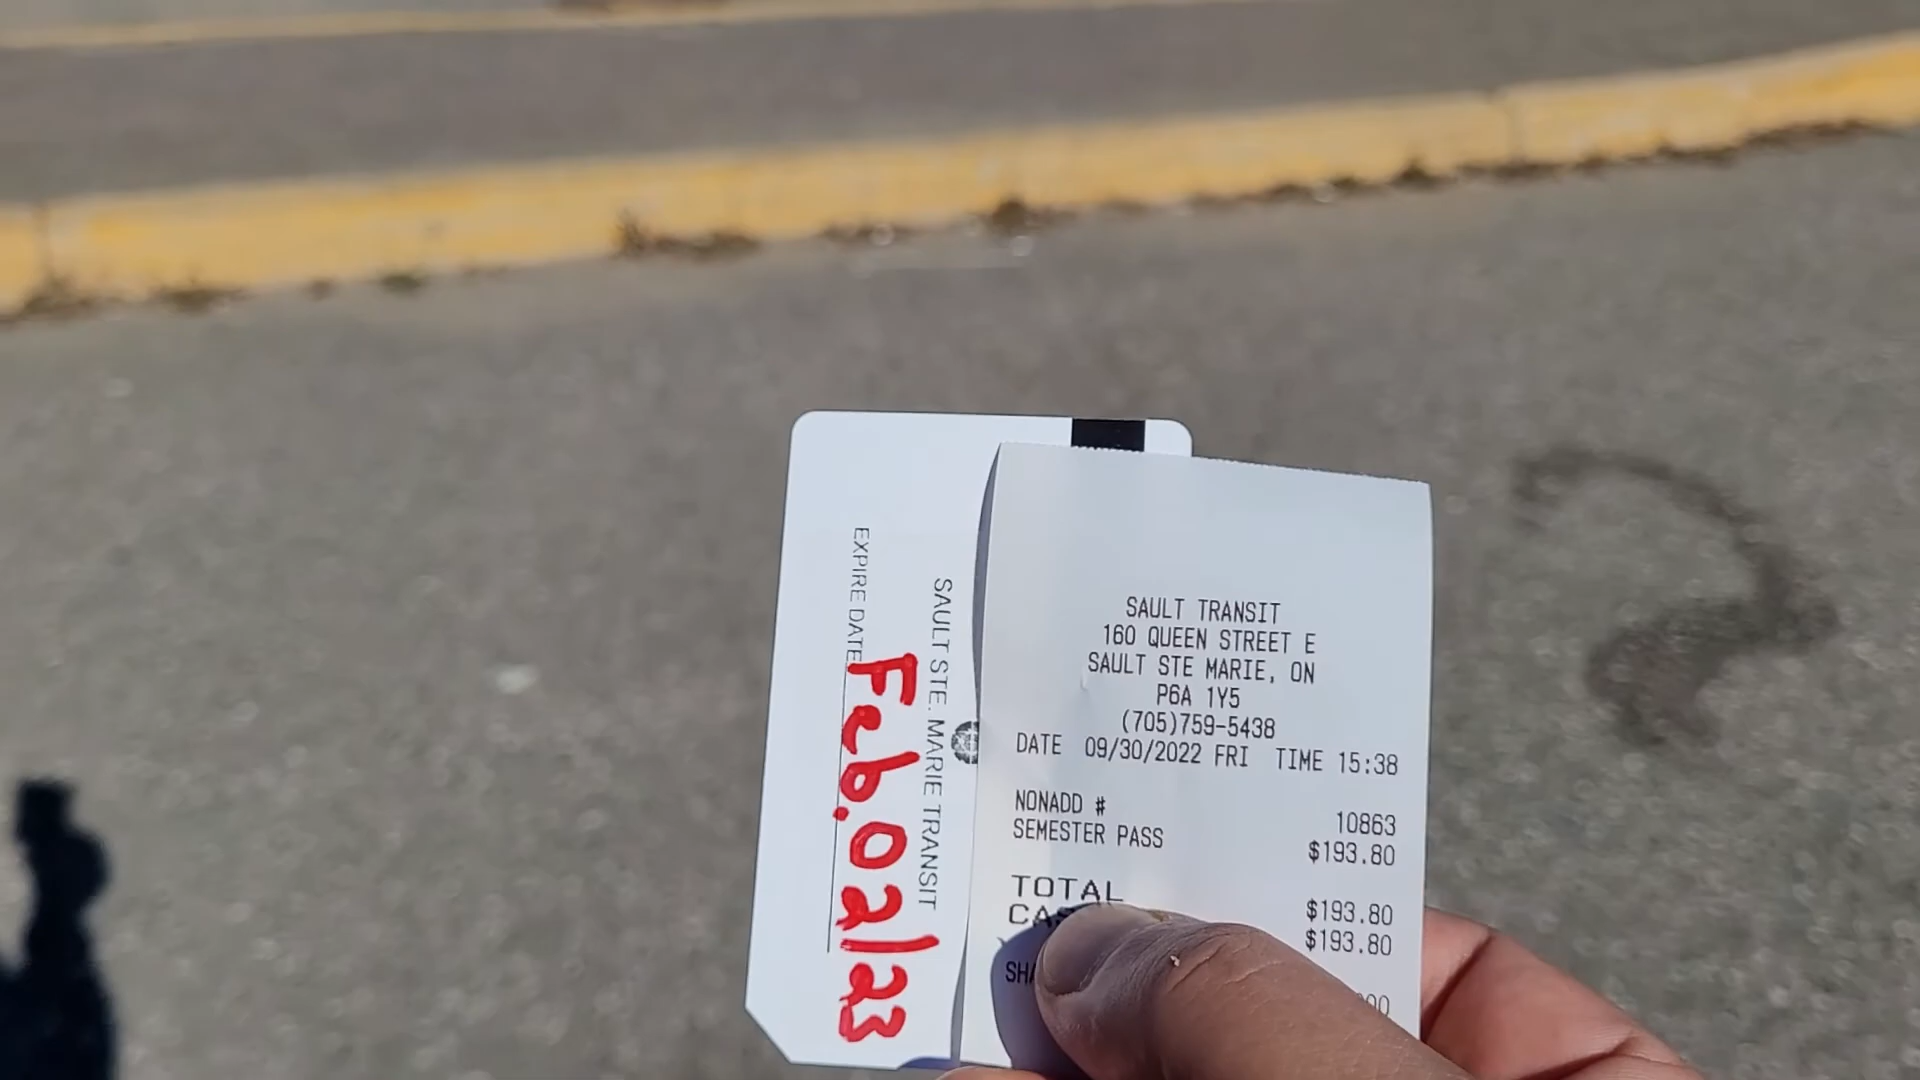 EXPIRE DATE Feb.02/23
SAULT STE. MARIE TRANSIT
SAULT TRANSIT
160 QUEEN STREET E
SAULT STE MARIE, ON
P6A 1Y5
(705)759-5438
DATE 09/30/2022 FRI TIME 15:38
NONADD # 10863
SEMESTER PASS $193.80
TOTAL $193.80
$193.80